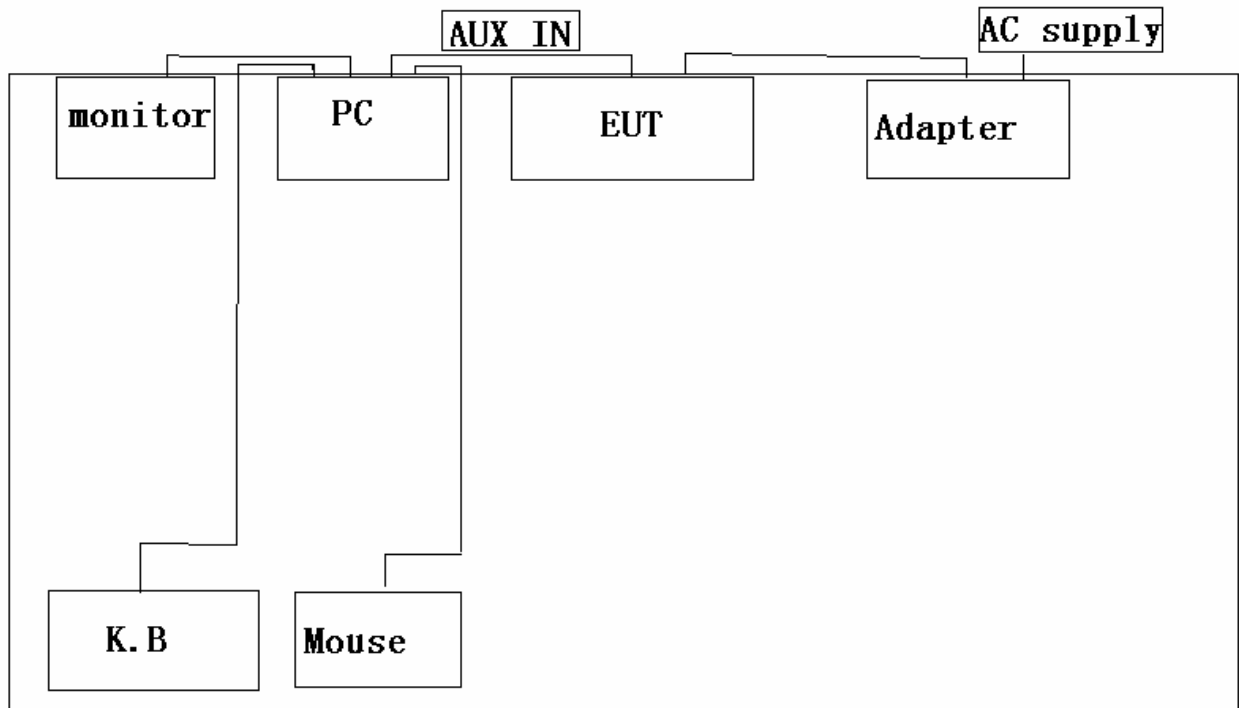 AUX IN
AC supply
monitor
PC
EUT
Adapter
K.B
Mouse